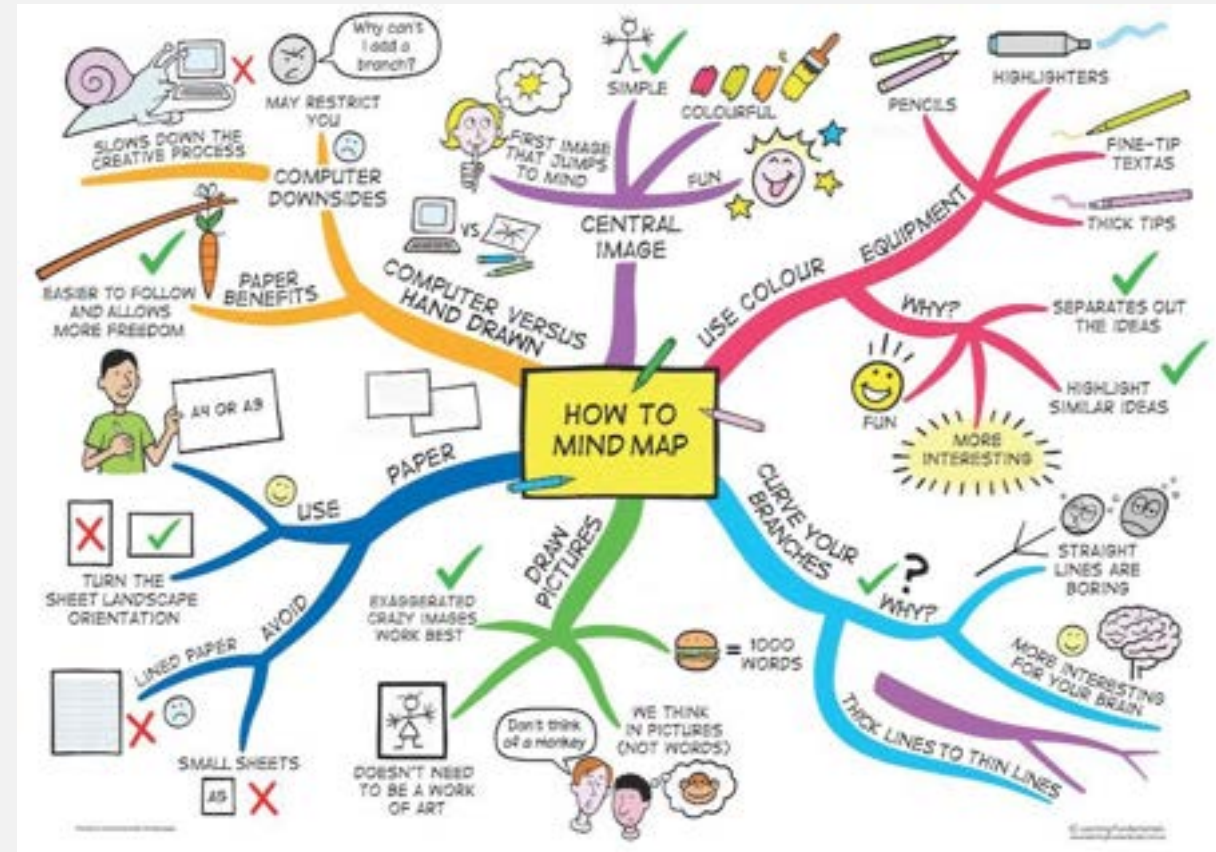 Why can't
I add a
branch?
MAY RESTRICT
YOU
SLOWS DOWN THE
CREATIVE PROCESS
COMPUTER
DOWNSIDES
EASIER TO FOLLOW
AND ALLOWS
MORE FREEDOM
PAPER
BENEFITS
COMPUTER VERSUS
HAND DRAWN
VS
FIRST IMAGE
THAT JUMPS
TO MIND
SIMPLE
COLOURFUL
FUN
CENTRAL
IMAGE
USE COLOUR
EQUIPMENT
PENCILS
HIGHLIGHTERS
FINE-TIP
TEXTAS
THICK TIPS
WHY?
SEPARATES OUT
THE IDEAS
HIGHLIGHT
SIMILAR IDEAS
MORE
INTERESTING
FUN
HOW TO
MIND MAP
PAPER
USE
A4 OR A3
TURN THE
SHEET LANDSCAPE
ORIENTATION
AVOID
LINED PAPER
SMALL SHEETS
A5
DRAW
PICTURES
EXAGGERATED
CRAZY IMAGES
WORK BEST
DOESN'T NEED
TO BE A WORK
OF ART
Don't think
of a monkey
WE THINK
IN PICTURES
(NOT WORDS)
= 1000
WORDS
CURVE YOUR
BRANCHES
?
WHY?
STRAIGHT
LINES ARE
BORING
MORE INTERESTING
FOR YOUR BRAIN
THICK LINES TO THIN LINES
© Learning Fundamentals